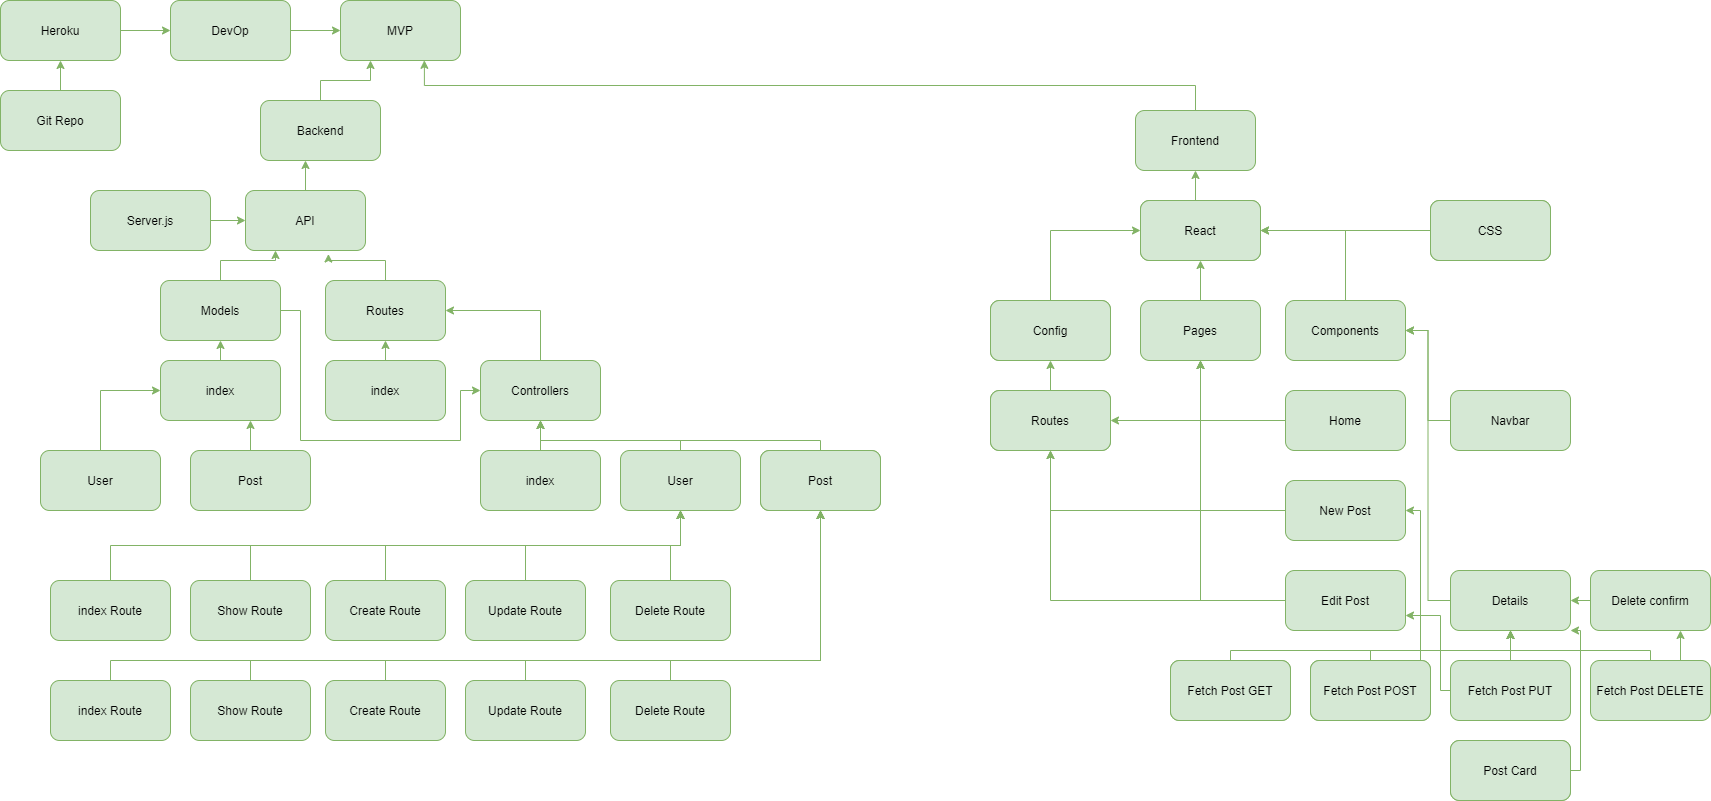 Heroku
DevOp
MVP
Git Repo
Backend
Frontend
Server.js
API
React
CSS
Models
Routes
Config
Pages
Components
index
index
Controllers
Routes
Home
Navbar
User
Post
index
User
Post
New Post
index Route
Show Route
Create Route
Update Route
Delete Route
Edit Post
Details
Delete confirm
index Route
Show Route
Create Route
Update Route
Delete Route
Fetch Post GET
Fetch Post POST
Fetch Post PUT
Fetch Post DELETE
Post Card